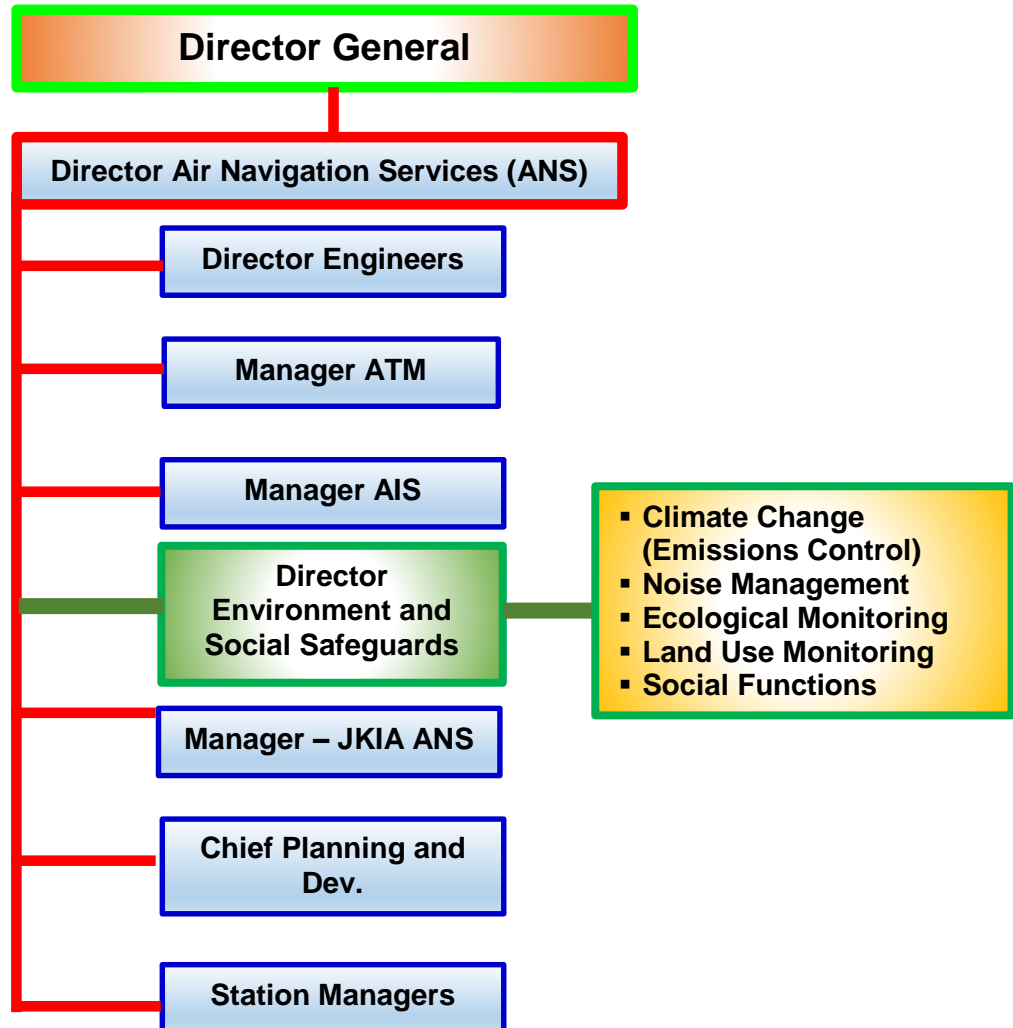 Director General
Director Air Navigation Services (ANS)
Director Engineers
Manager ATM
Manager AIS
Director
Environment and
Social Safeguards
▪ Climate Change
(Emissions Control)
▪ Noise Management
▪ Ecological Monitoring
▪ Land Use Monitoring
▪ Social Functions
Manager – JKIA ANS
Chief Planning and
Dev.
Station Managers